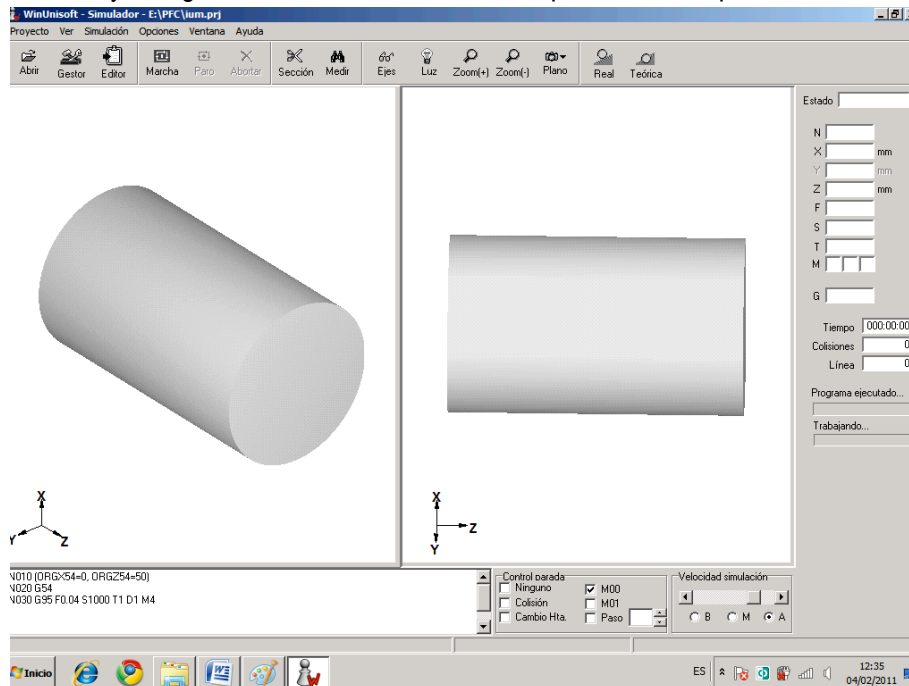 WinUnisoft - Simulador - E:\PFC\ium.prj
Proyecto Ver Simulación Opciones Ventana Ayuda
Abrir Gestor Editor Marcha Paro Abortar Sección Medir Ejes Luz Zoom(+) Zoom(-) Plano Real Teórica
Estado
N
X mm
Y mm
Z mm
F
S
T
M
G
Tiempo 000:00:00
Colisiones 0
Línea 0
Programa ejecutado...
Trabajando...
X
Y
Z
X
Z
Y
N010 (ORGX54=0, ORGZ54=50)
N020 G54
N030 G95 F0.04 S1000 T1 D1 M4
Control parada
Ninguno M00
Colisión M01
Cambio Hta. Paso
Velocidad simulación
B M A
Inicio
ES
12:35
04/02/2011